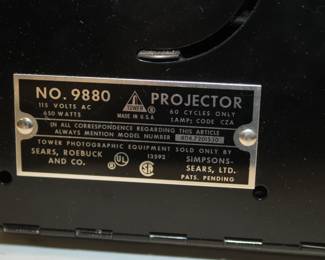 NO. 9880
115 VOLTS AC
650 WATTS
TOWER
MADE IN U.S.A.
PROJECTOR
60 CYCLES ONLY
LAMP; CODE CZA
IN ALL CORRESPONDENCE REGARDING THIS ARTICLE
ALWAYS MENTION MODEL NUMBER
TOWER PHOTOGRAPHIC EQUIPMENT SOLD ONLY BY
SEARS, ROEBUCK
AND CO.
UL
13592
SIMPSONS-
SEARS, LTD.
PATS. PENDING